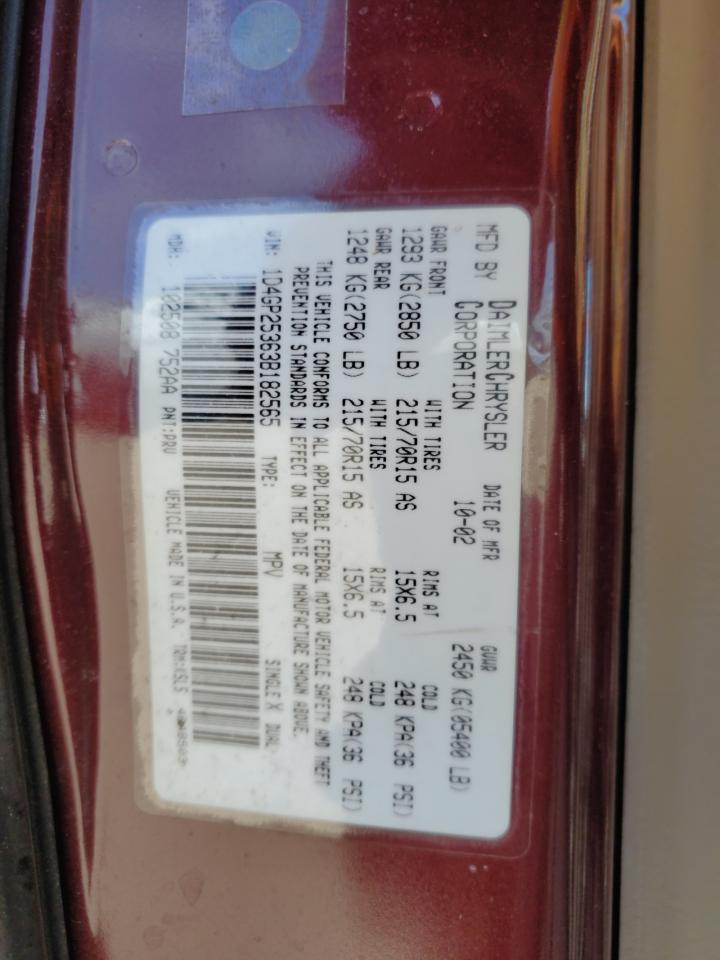 MFD BY DAIMLERCHRYSLER CORPORATION DATE OF MFR 10-02 GVWR 2450 KG(05400 LB)
GAWR FRONT WITH TIRES RIMS AT COLD
1293 KG(2850 LB) 215/70R15 AS 15X6.5 248 KPA(36 PSI)
GAWR REAR WITH TIRES RIMS AT COLD
1248 KG(2750 LB) 215/70R15 AS 15X6.5 248 KPA(36 PSI)
THIS VEHICLE CONFORMS TO ALL APPLICABLE FEDERAL MOTOR VEHICLE SAFETY AND THEFT
PREVENTION STANDARDS IN EFFECT ON THE DATE OF MANUFACTURE SHOWN ABOVE.
VIN: 1D4GP25363B182565 TYPE: MPV SINGLE X DUAL
MDH: 102508 752AA PNT:PRV VEHICLE MADE IN U.S.A. TRM:KSLS